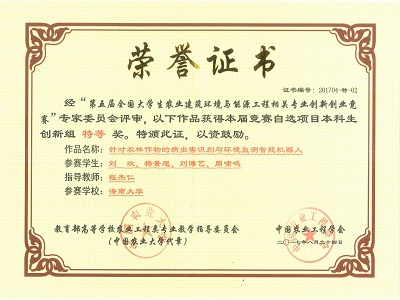 荣誉证书
证书编号：201704-特-02
经“第五届全国大学生农业建筑环境与能源工程相关专业创新创业竞
赛”专家委员会评审，以下作品获得本届竞赛自选项目本科生
创新组 特等 奖。特颁此证，以资鼓励。
作品名称：针对农林作物的病虫害识别与环境监测智能机器人
参赛学生：刘欢、杨景旭、刘博艺、周啸鸣
指导教师：程杰仁
参赛学校：海南大学
教育部高等学校农业工程类专业教学指导委员会 中国农业工程学会
（中国农业大学代章） 二〇一七年八月二十四日